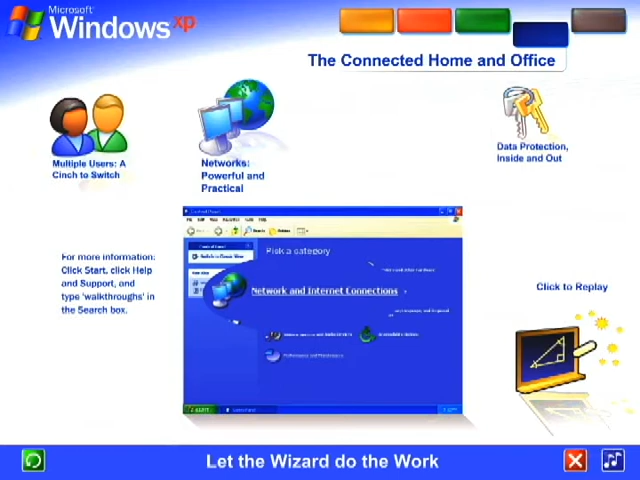 Microsoft®
Windows xp
The Connected Home and Office
Multiple Users: A
Cinch to Switch
Networks:
Powerful and
Practical
Data Protection,
Inside and Out
Pick a category
Network and Internet Connections
For more information:
Click Start, click Help
and Support, and
type 'walkthroughs' in
the Search box.
Click to Replay
Let the Wizard do the Work